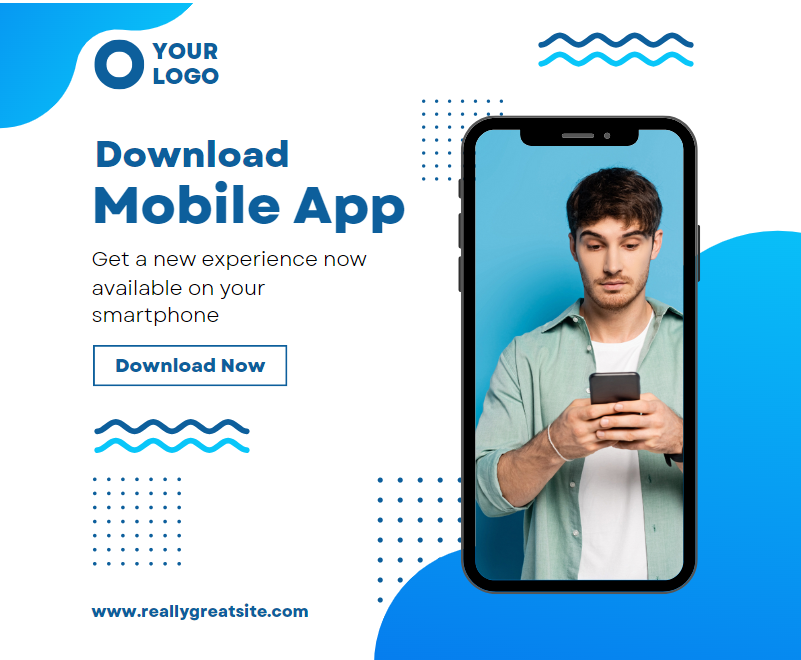 YOUR
LOGO
Download
Mobile App
Get a new experience now
available on your
smartphone
Download Now
www.reallygreatsite.com